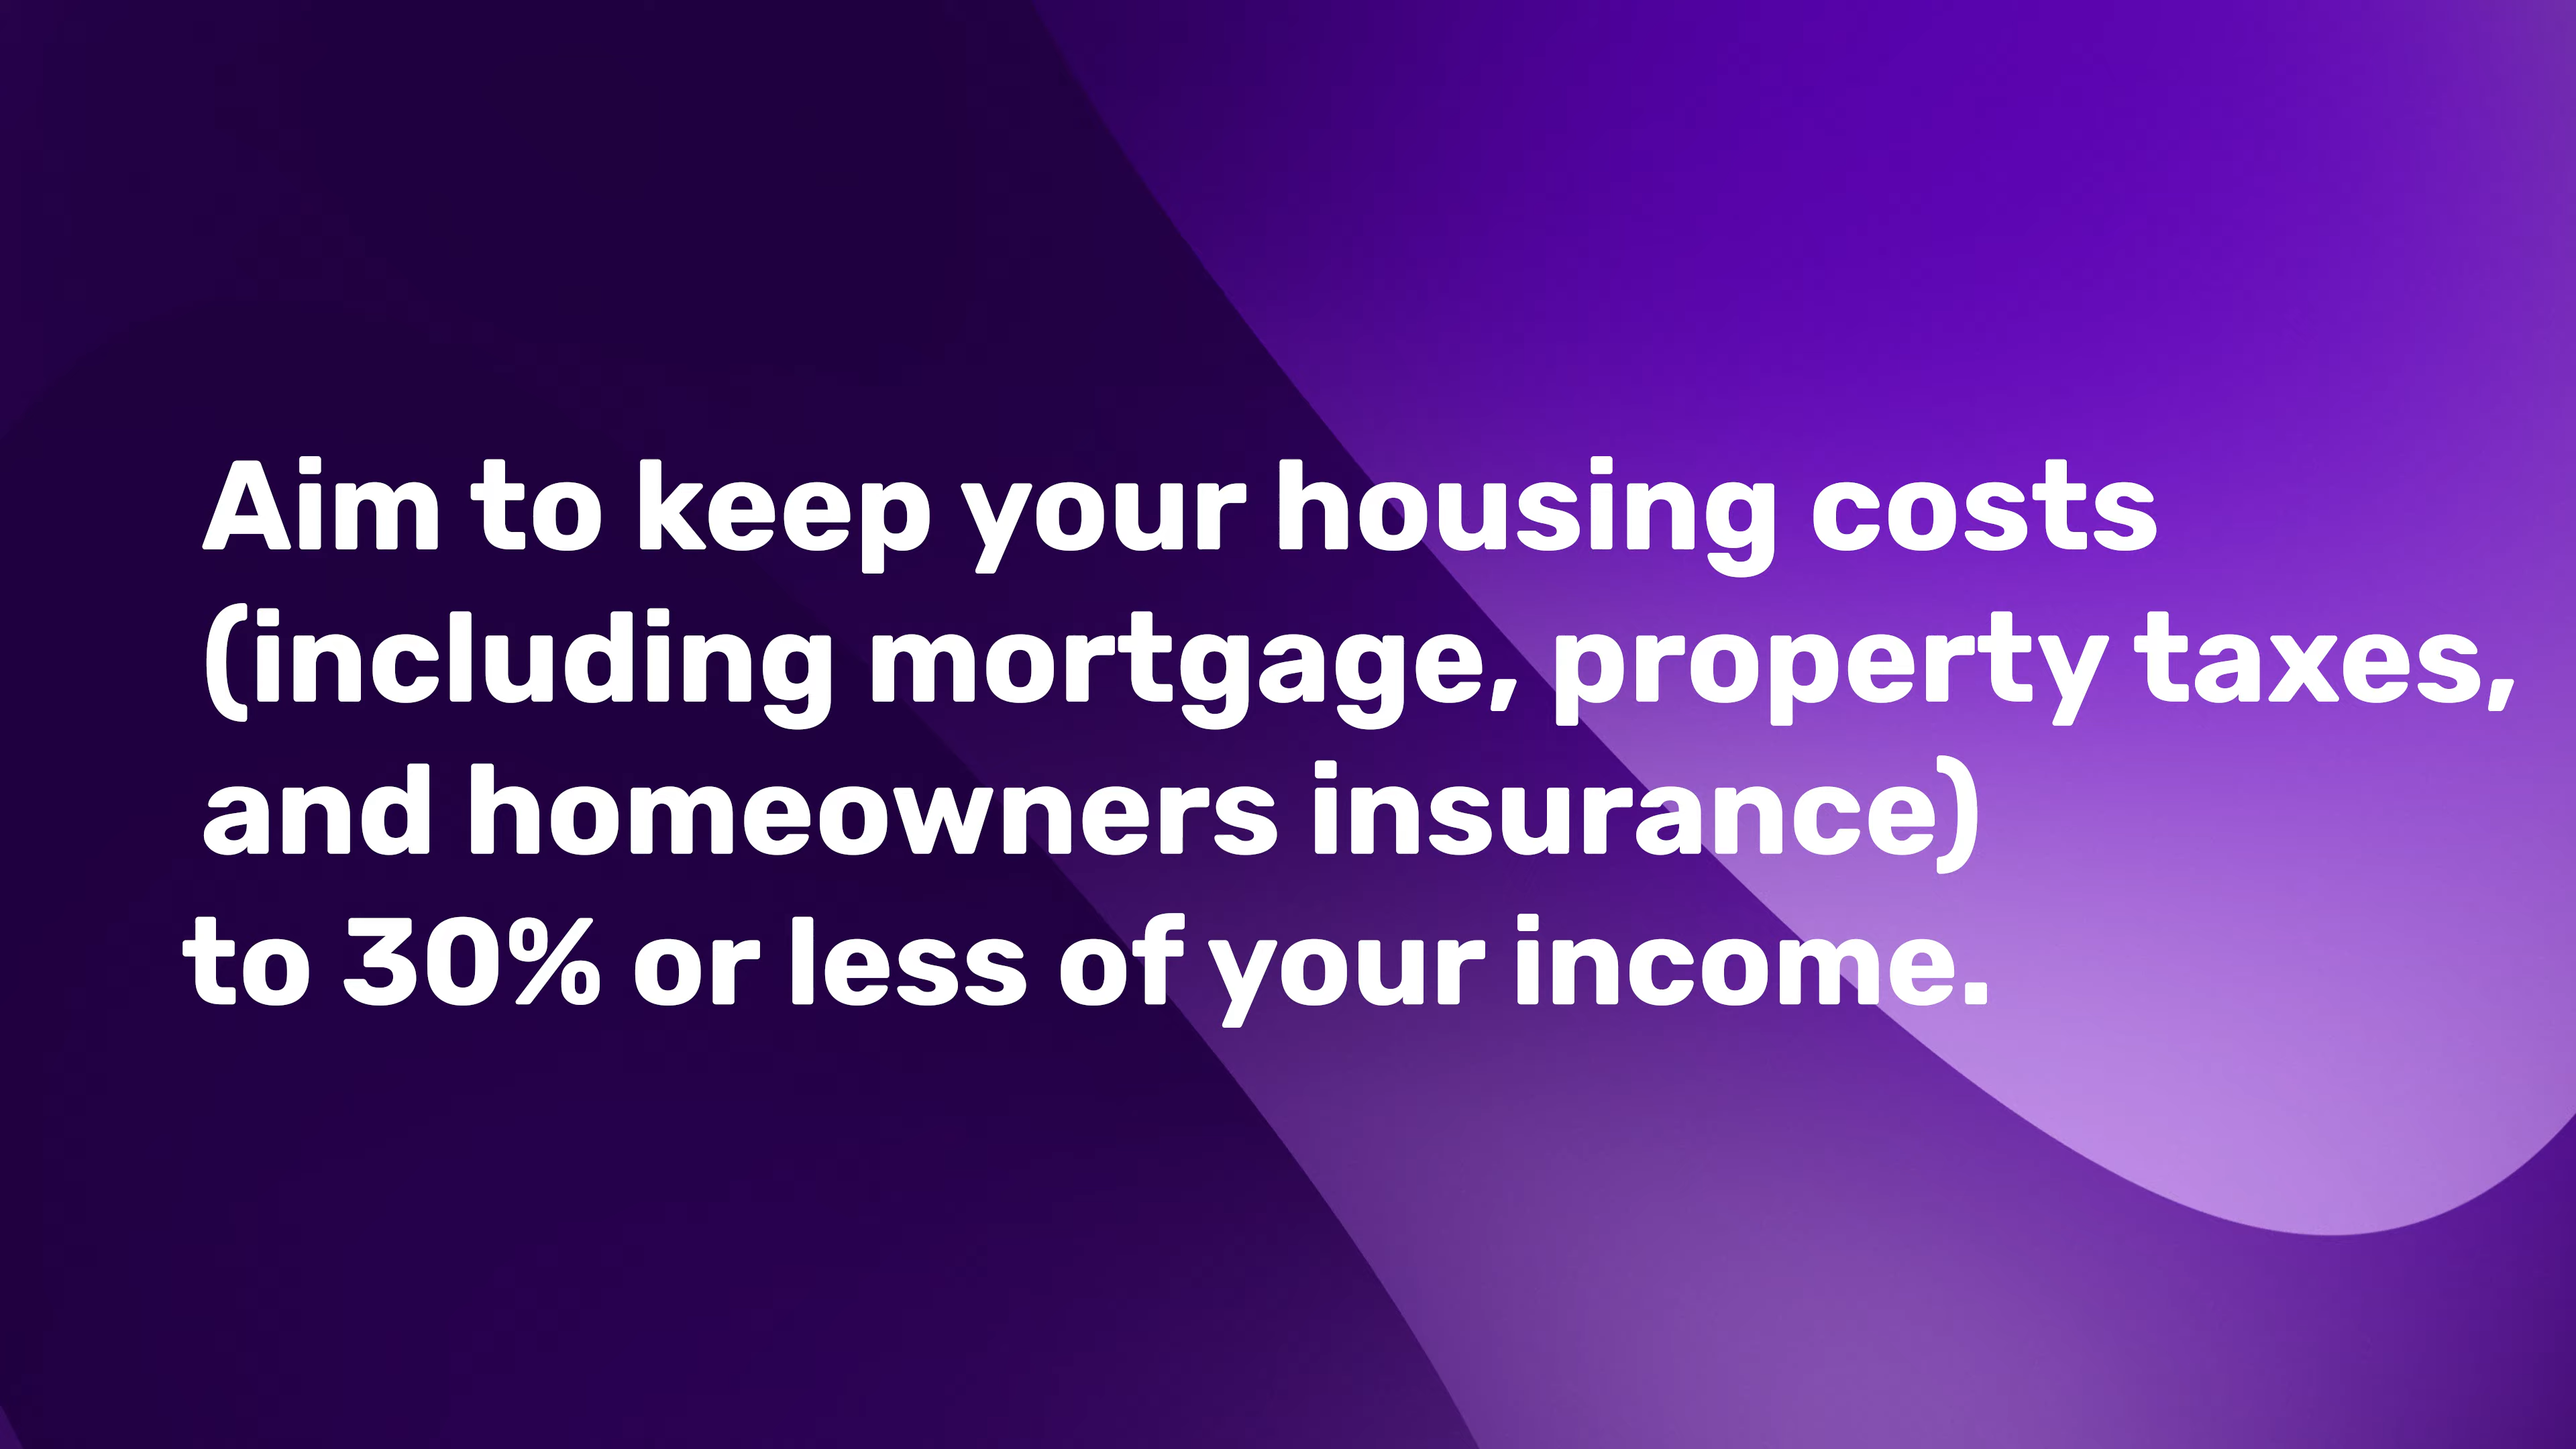 Aim to keep your housing costs
(including mortgage, property taxes,
and homeowners insurance)
to 30% or less of your income.